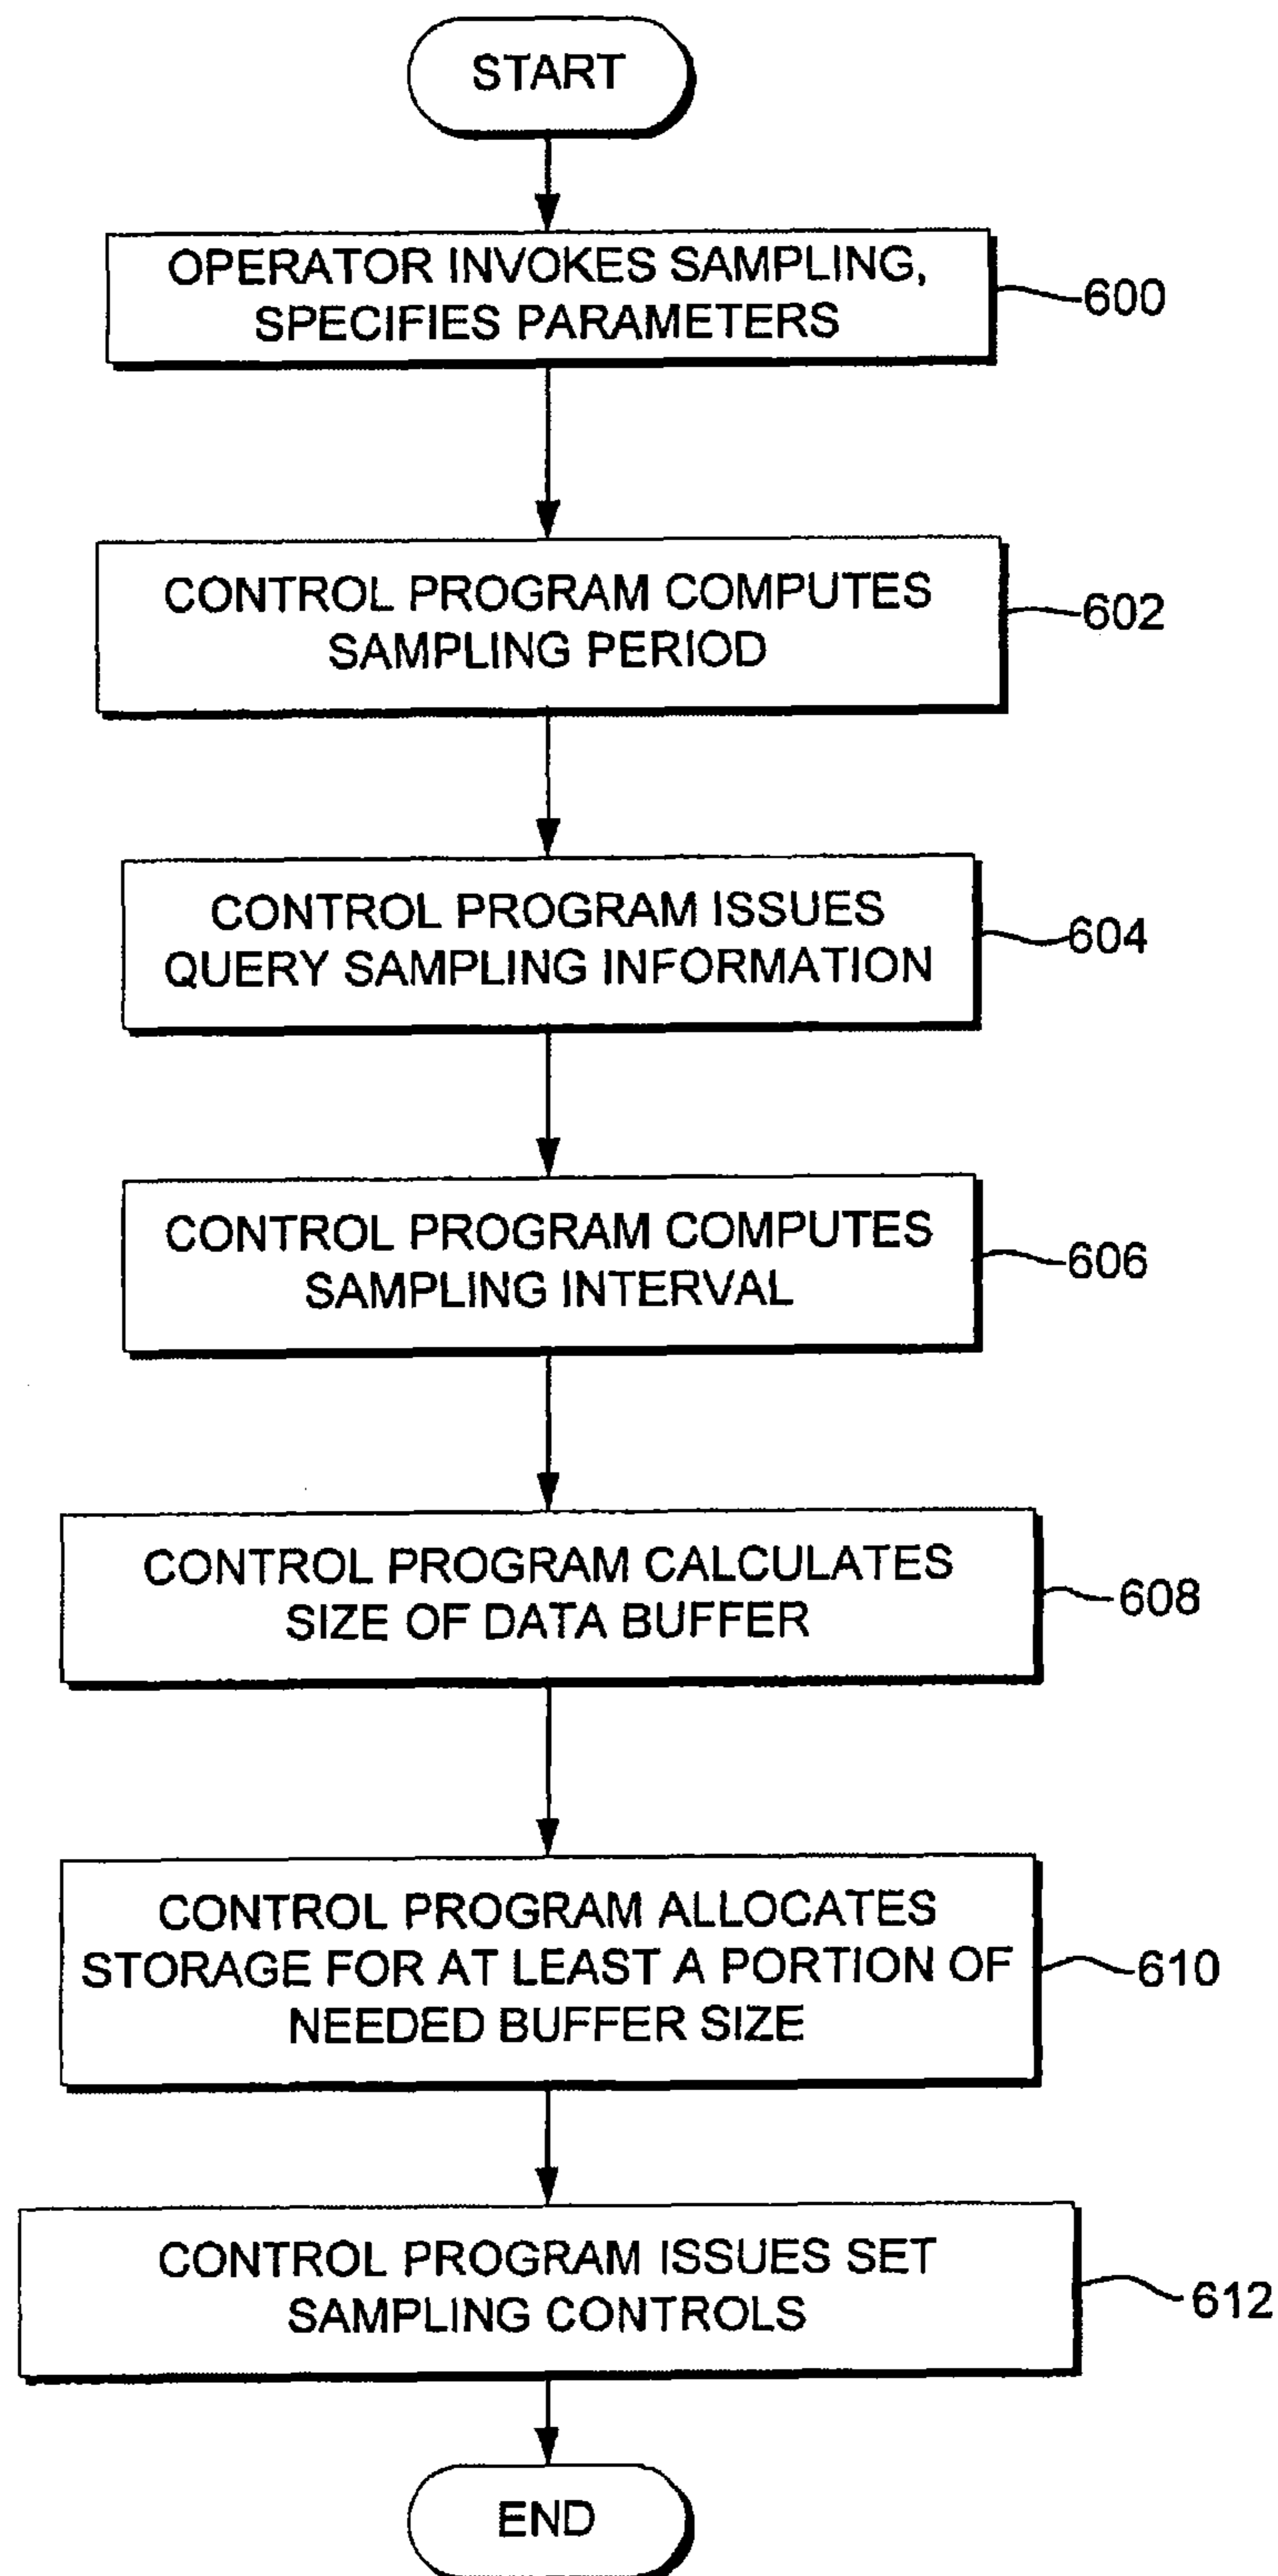 START
OPERATOR INVOKES SAMPLING,
SPECIFIES PARAMETERS
600
CONTROL PROGRAM COMPUTES
SAMPLING PERIOD
602
CONTROL PROGRAM ISSUES
QUERY SAMPLING INFORMATION
604
CONTROL PROGRAM COMPUTES
SAMPLING INTERVAL
606
CONTROL PROGRAM CALCULATES
SIZE OF DATA BUFFER
608
CONTROL PROGRAM ALLOCATES
STORAGE FOR AT LEAST A PORTION OF
NEEDED BUFFER SIZE
610
CONTROL PROGRAM ISSUES SET
SAMPLING CONTROLS
612
END